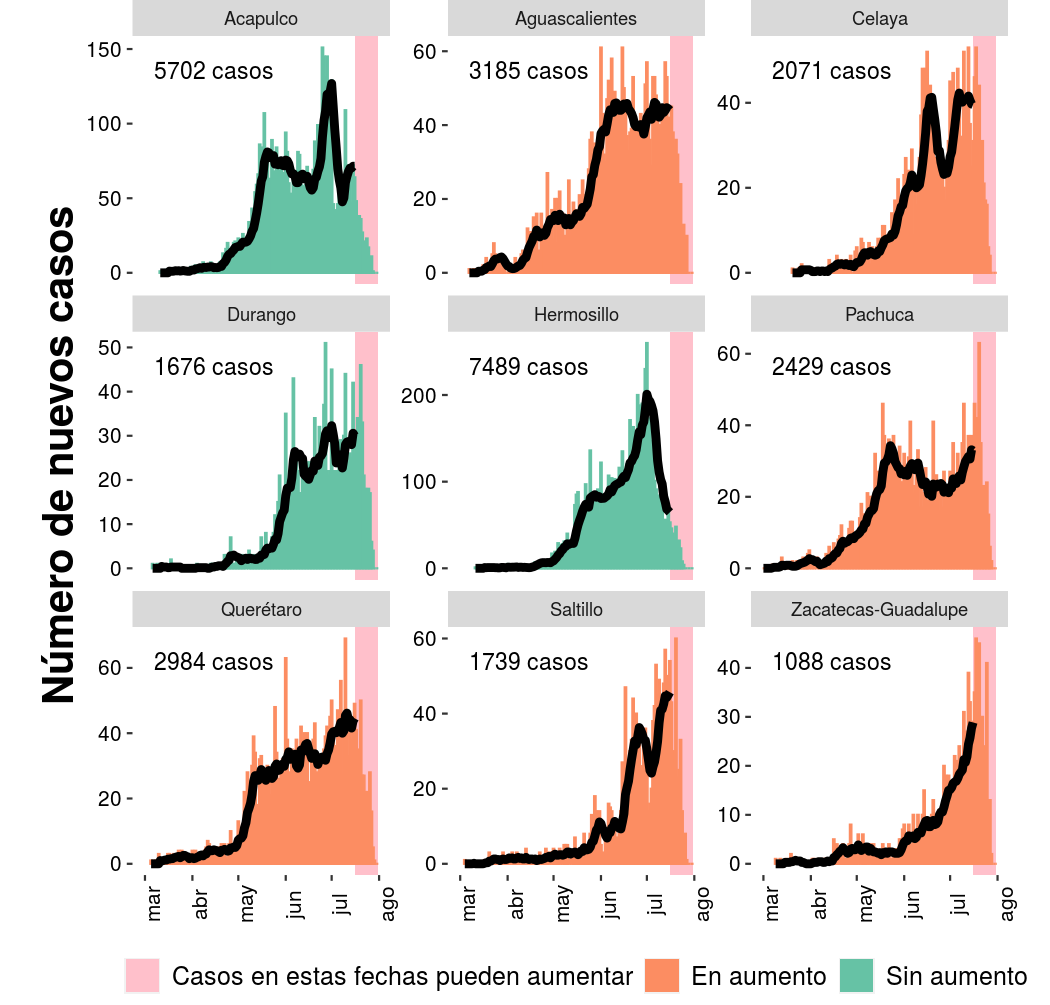 Número de nuevos casos
Acapulco
5702 casos
150
100
50
0
Aguascalientes
3185 casos
60
40
20
0
Celaya
2071 casos
40
20
0
Durango
1676 casos
50
40
30
20
10
0
Hermosillo
7489 casos
200
100
0
Pachuca
2429 casos
60
40
20
0
Querétaro
2984 casos
60
40
20
0
mar abr may jun jul ago
Saltillo
1739 casos
60
40
20
0
mar abr may jun jul ago
Zacatecas-Guadalupe
1088 casos
40
30
20
10
0
mar abr may jun jul ago
Casos en estas fechas pueden aumentar En aumento Sin aumento